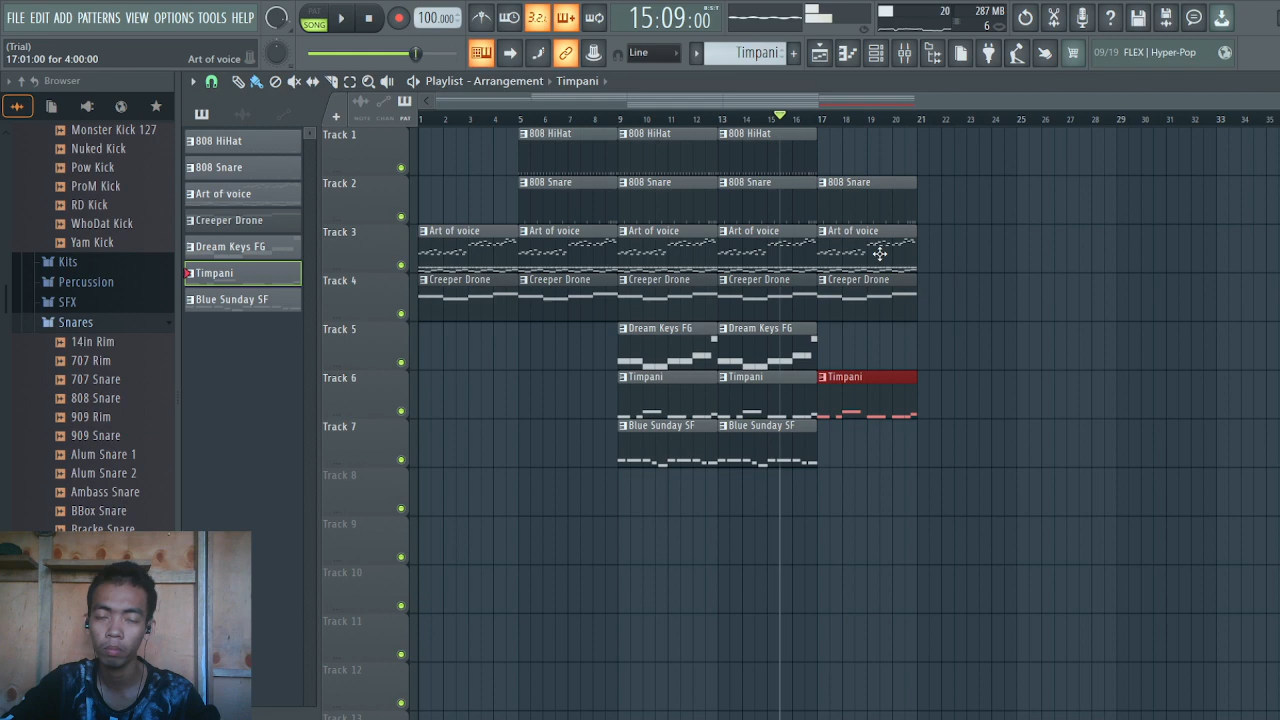 FILE EDIT ADD PATTERNS VIEW OPTIONS TOOLS HELP
PAT
SONG
100.000
3.2.
15:09:00
B:S:T
20
287 MB
6
(Trial)
17:01:00 for 4:00:00
Art of voice
Line
Timpani
09/19 FLEX | Hyper-Pop
Browser
Playlist - Arrangement
Timpani
NOTE CHAN PAT
1 2 3 4 5 6 7 8 9 10 11 12 13 14 15 16 17 18 19 20 21 22 23 24 25 26 27 28 29 30 31 32 33 34 35
Monster Kick 127
Nuked Kick
Pow Kick
ProM Kick
RD Kick
WhoDat Kick
Yam Kick
Kits
Percussion
SFX
Snares
14in Rim
707 Rim
707 Snare
808 Snare
909 Rim
909 Snare
Alum Snare 1
Alum Snare 2
Ambass Snare
BBox Snare
Bracke Snare
808 HiHat
808 Snare
Art of voice
Creeper Drone
Dream Keys FG
Timpani
Blue Sunday SF
Track 1
808 HiHat 808 HiHat 808 HiHat
Track 2
808 Snare 808 Snare 808 Snare 808 Snare
Track 3
Art of voice Art of voice Art of voice Art of voice Art of voice
Track 4
Creeper Drone Creeper Drone Creeper Drone Creeper Drone Creeper Drone
Track 5
Dream Keys FG Dream Keys FG
Track 6
Timpani Timpani Timpani
Track 7
Blue Sunday SF Blue Sunday SF
Track 8
Track 9
Track 10
Track 11
Track 12
Track 13